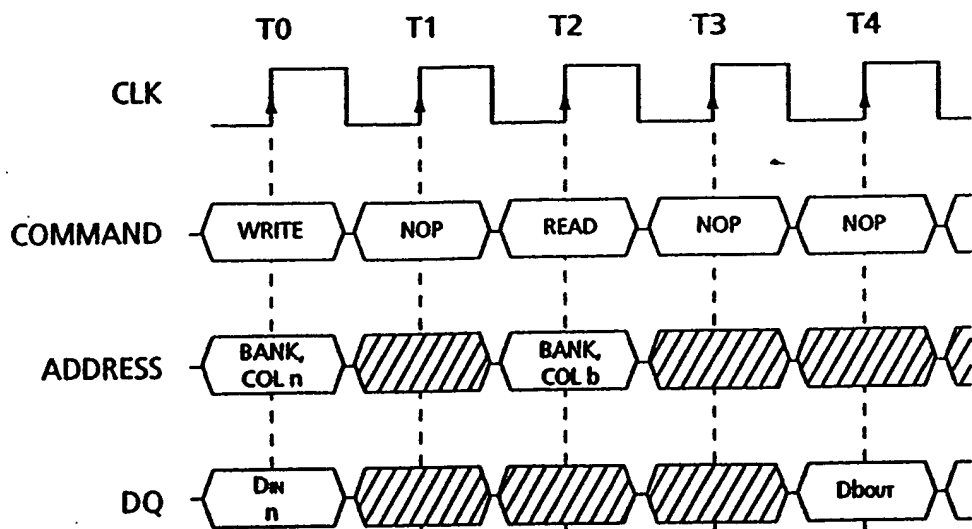 T0 T1 T2 T3 T4
CLK
COMMAND WRITE NOP READ NOP NOP
ADDRESS BANK, COL n BANK, COL b
DQ DIN n DbOUT